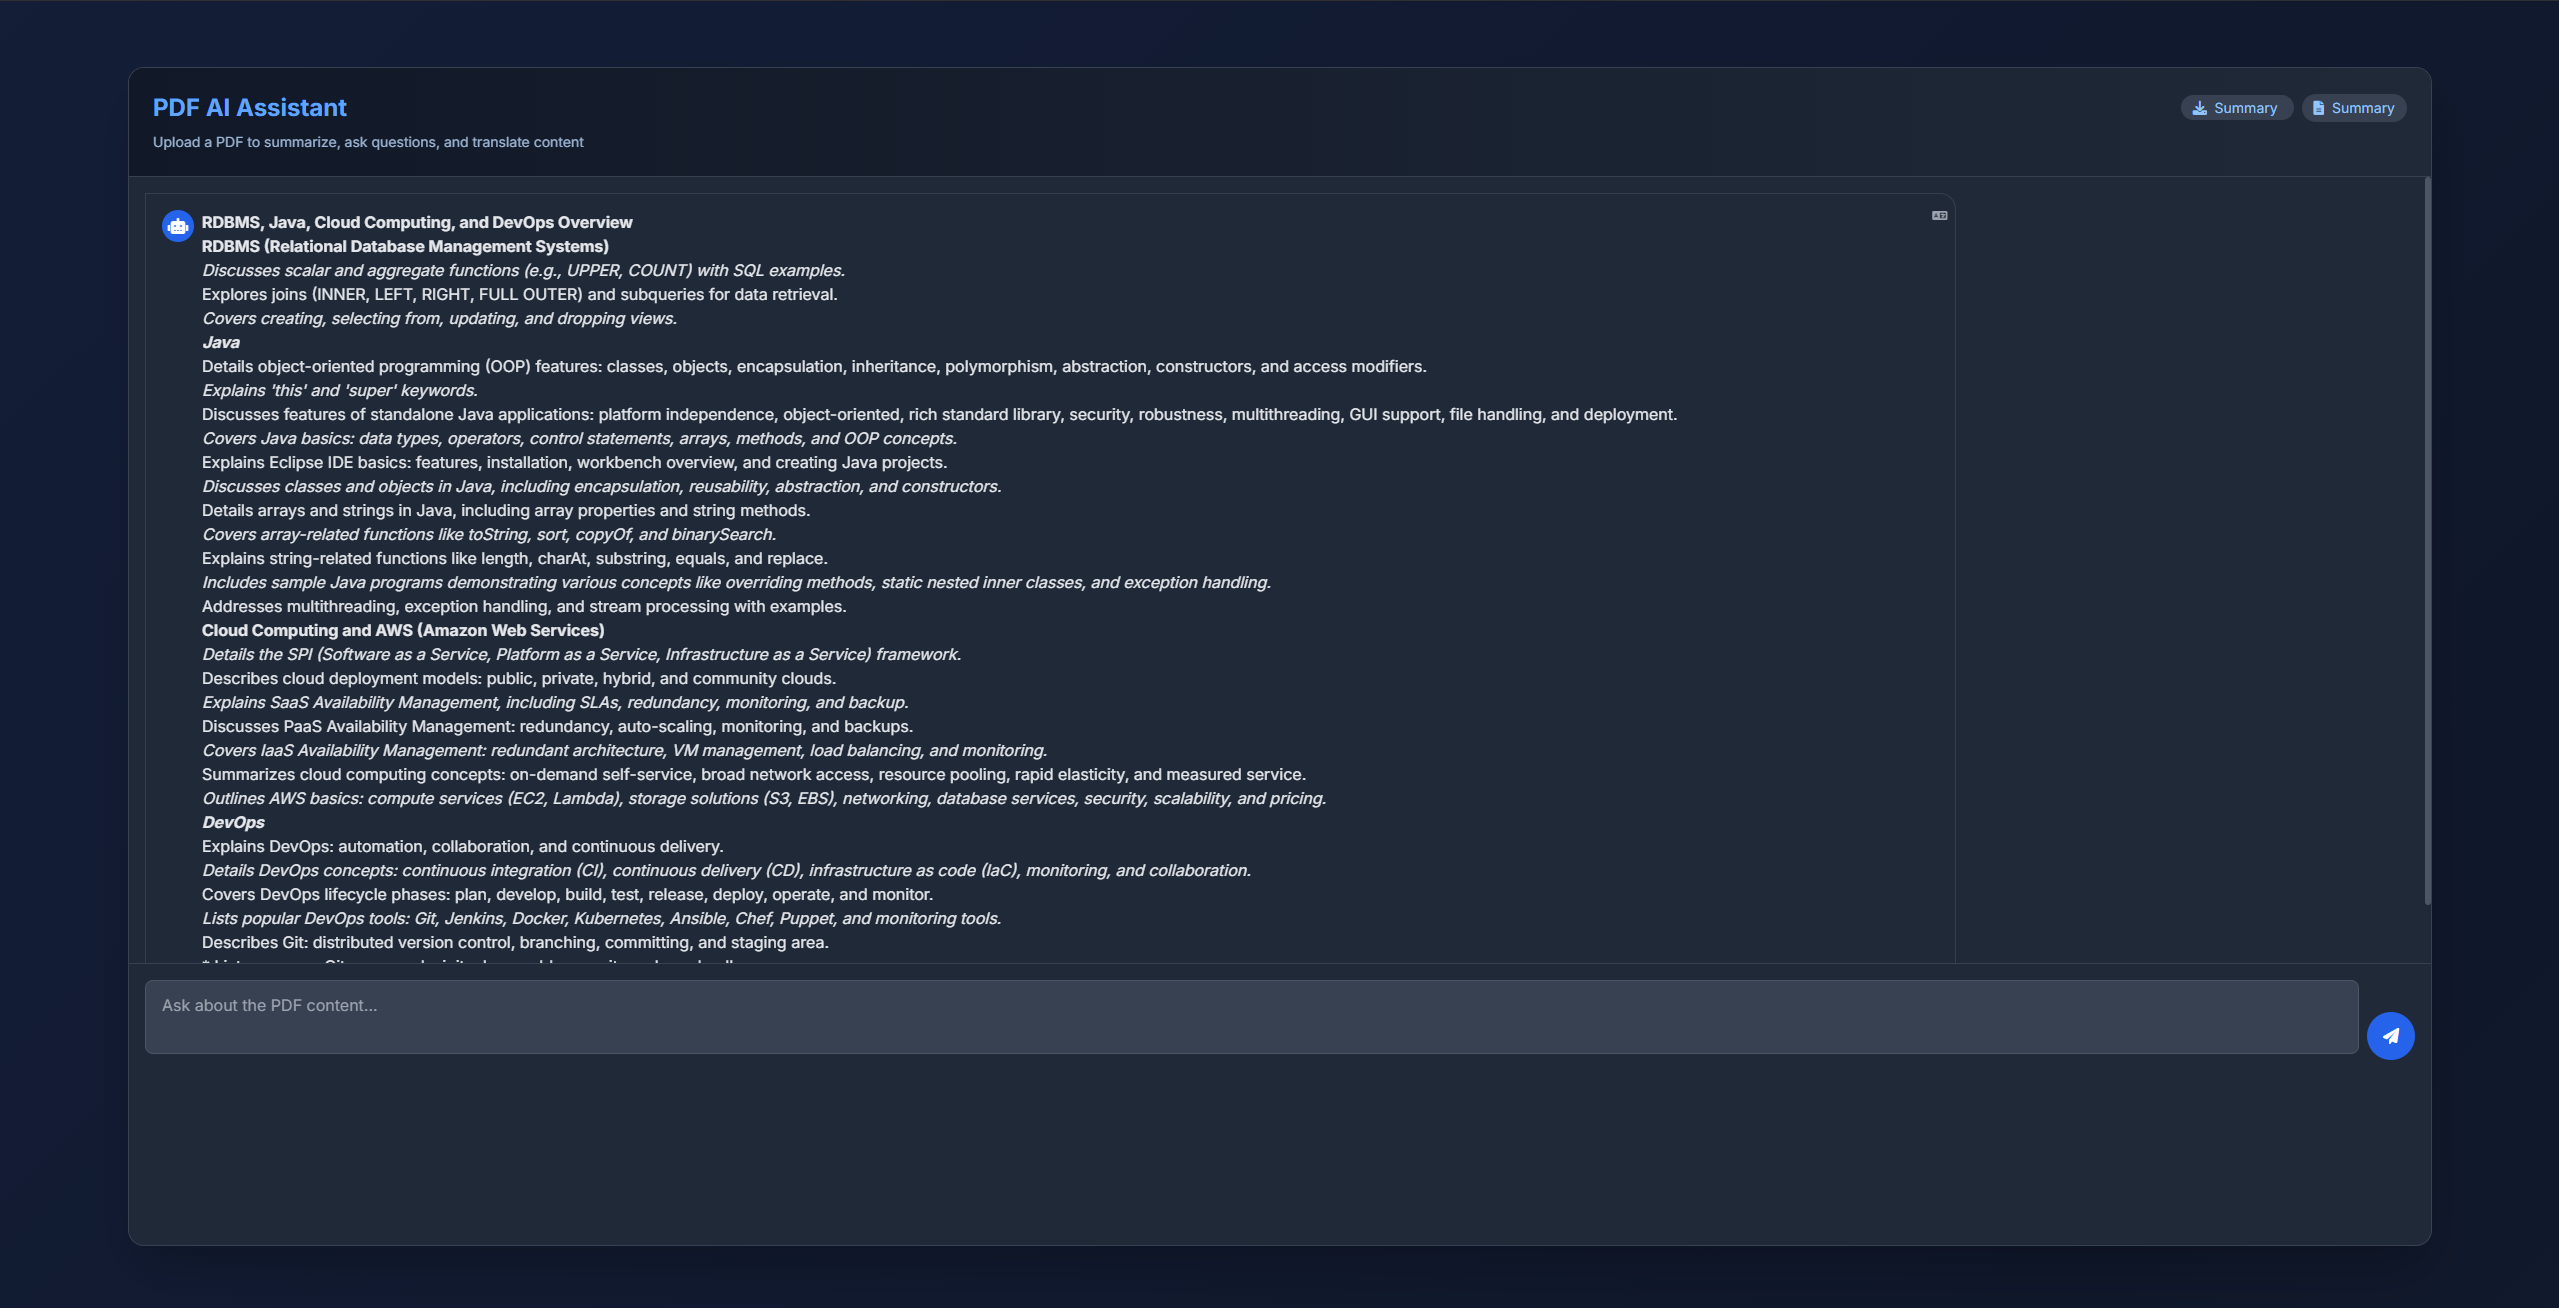 PDF AI Assistant
Upload a PDF to summarize, ask questions, and translate content
Summary
Summary
RDBMS, Java, Cloud Computing, and DevOps Overview
RDBMS (Relational Database Management Systems)
Discusses scalar and aggregate functions (e.g., UPPER, COUNT) with SQL examples.
Explores joins (INNER, LEFT, RIGHT, FULL OUTER) and subqueries for data retrieval.
Covers creating, selecting from, updating, and dropping views.
Java
Details object-oriented programming (OOP) features: classes, objects, encapsulation, inheritance, polymorphism, abstraction, constructors, and access modifiers.
Explains 'this' and 'super' keywords.
Discusses features of standalone Java applications: platform independence, object-oriented, rich standard library, security, robustness, multithreading, GUI support, file handling, and deployment.
Covers Java basics: data types, operators, control statements, arrays, methods, and OOP concepts.
Explains Eclipse IDE basics: features, installation, workbench overview, and creating Java projects.
Discusses classes and objects in Java, including encapsulation, reusability, abstraction, and constructors.
Details arrays and strings in Java, including array properties and string methods.
Covers array-related functions like toString, sort, copyOf, and binarySearch.
Explains string-related functions like length, charAt, substring, equals, and replace.
Includes sample Java programs demonstrating various concepts like overriding methods, static nested inner classes, and exception handling.
Addresses multithreading, exception handling, and stream processing with examples.
Cloud Computing and AWS (Amazon Web Services)
Details the SPI (Software as a Service, Platform as a Service, Infrastructure as a Service) framework.
Describes cloud deployment models: public, private, hybrid, and community clouds.
Explains SaaS Availability Management, including SLAs, redundancy, monitoring, and backup.
Discusses PaaS Availability Management: redundancy, auto-scaling, monitoring, and backups.
Covers IaaS Availability Management: redundant architecture, VM management, load balancing, and monitoring.
Summarizes cloud computing concepts: on-demand self-service, broad network access, resource pooling, rapid elasticity, and measured service.
Outlines AWS basics: compute services (EC2, Lambda), storage solutions (S3, EBS), networking, database services, security, scalability, and pricing.
DevOps
Explains DevOps: automation, collaboration, and continuous delivery.
Details DevOps concepts: continuous integration (CI), continuous delivery (CD), infrastructure as code (IaC), monitoring, and collaboration.
Covers DevOps lifecycle phases: plan, develop, build, test, release, deploy, operate, and monitor.
Lists popular DevOps tools: Git, Jenkins, Docker, Kubernetes, Ansible, Chef, Puppet, and monitoring tools.
Describes Git: distributed version control, branching, committing, and staging area.
Ask about the PDF content...